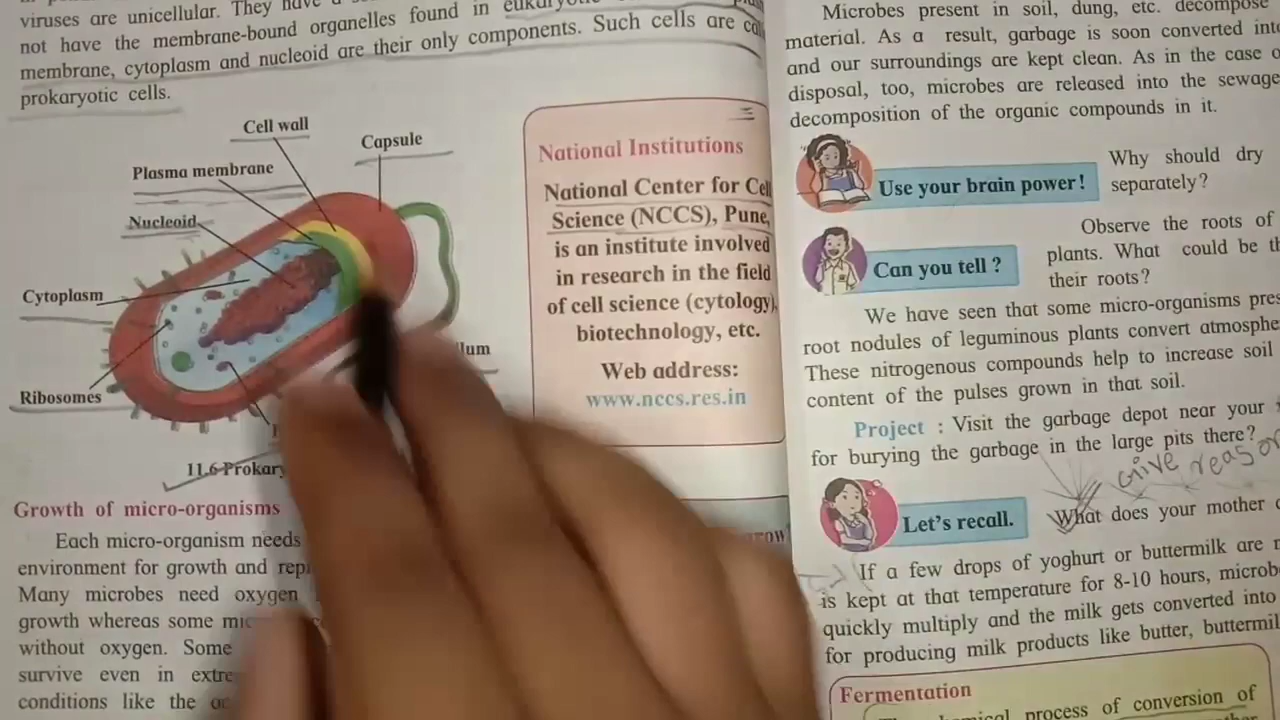 viruses are unicellular. They have a
not have the membrane-bound organelles found in
membrane, cytoplasm and nucleoid are their only components. Such cells are
prokaryotic cells.
Cell wall
Capsule
Plasma membrane
Nucleoid
Cytoplasm
Ribosomes
11.6 Prokar
Growth of micro-organisms
Each micro-organism needs
environment for growth and
Many microbes need oxygen
growth whereas some
without oxygen. Some
survive even in
conditions like the
National Institutions
National Center for Cell
Science (NCCS), Pune,
is an institute involved
in research in the field
of cell science (cytology),
biotechnology, etc.
Web address:
www.nccs.res.in
Microbes present in soil, dung, etc. decompose
material. As a result, garbage is soon converted into
and our surroundings are kept clean. As in the case
disposal, too, microbes are released into the sewage
decomposition of the organic compounds in it.
Use your brain power!
Why should dry
separately?
Can you tell ?
Observe the roots of
plants. What could be
their roots?
We have seen that some micro-organisms
root nodules of leguminous plants convert
These nitrogenous compounds help to increase soil
content of the pulses grown in that soil.
Project : Visit the garbage depot near your
for burying the garbage in the large pits there?
Give reason
Let's recall.
What does your mother
If a few drops of yoghurt or buttermilk are
is kept at that temperature for 8-10 hours,
quickly multiply and the milk gets converted into
for producing milk products like butter,
Fermentation
process of conversion of